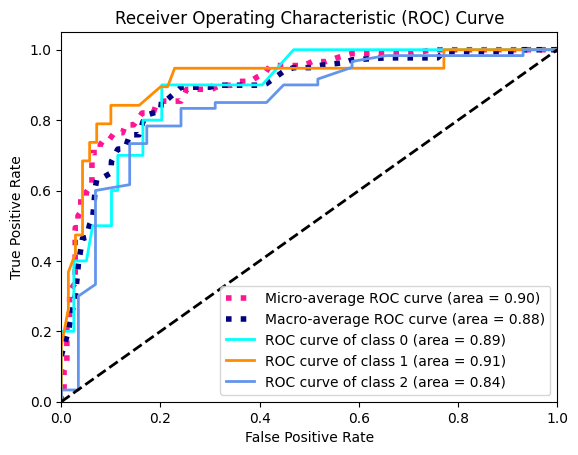 Receiver Operating Characteristic (ROC) Curve
True Positive Rate
1.0
0.8
0.6
0.4
0.2
0.0
Micro-average ROC curve (area = 0.90)
Macro-average ROC curve (area = 0.88)
ROC curve of class 0 (area = 0.89)
ROC curve of class 1 (area = 0.91)
ROC curve of class 2 (area = 0.84)
0.0 0.2 0.4 0.6 0.8 1.0
False Positive Rate